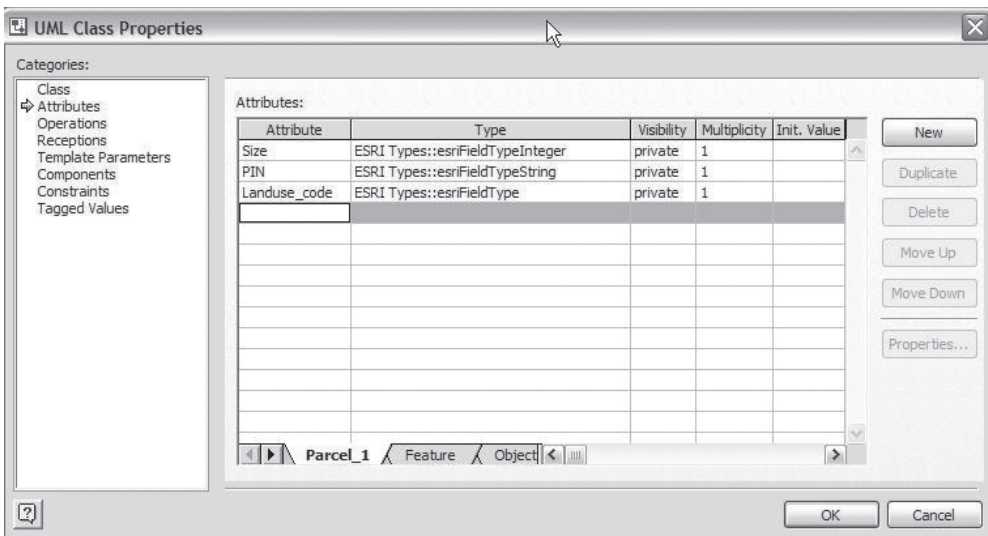 UML Class Properties
Categories:
Class
Attributes
Operations
Receptions
Template Parameters
Components
Constraints
Tagged Values
Attributes:
Attribute Type Visibility Multiplicity Init. Value
Size ESRI Types::esriFieldTypeInteger private 1
PIN ESRI Types::esriFieldTypeString private 1
Landuse_code ESRI Types::esriFieldType private 1
New
Duplicate
Delete
Move Up
Move Down
Properties...
Parcel_1 Feature Object
OK Cancel